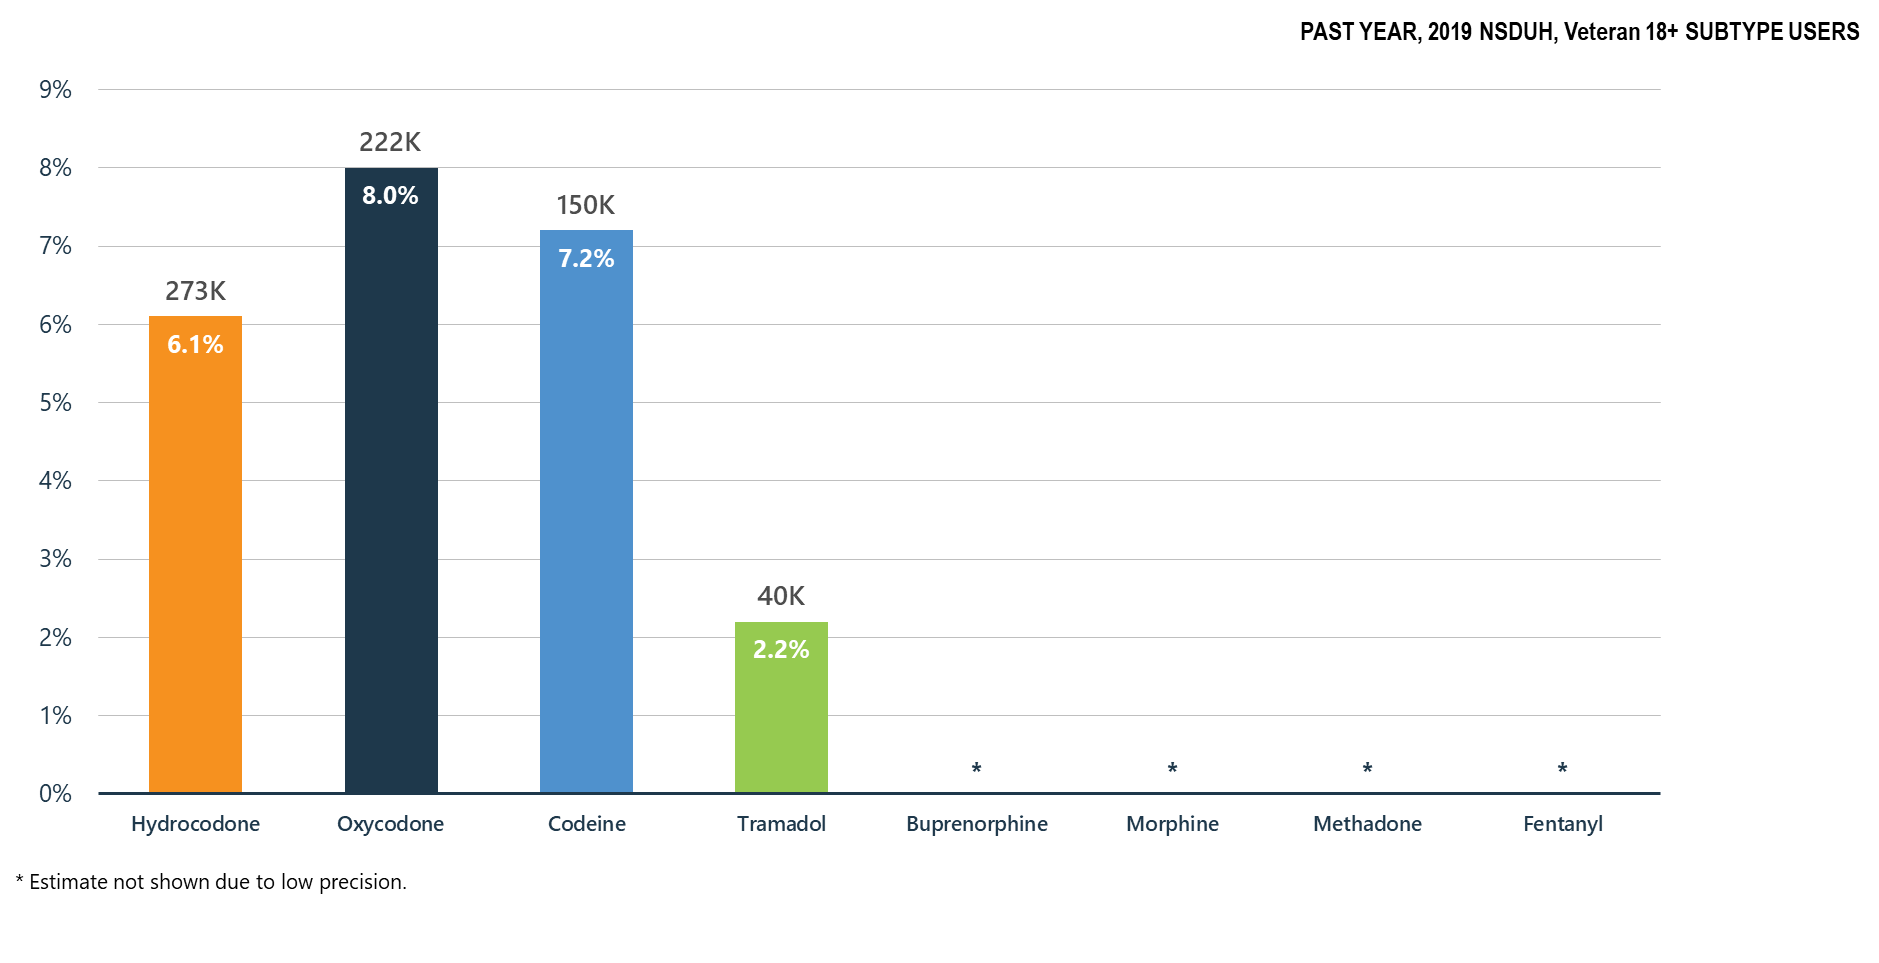 PAST YEAR, 2019 NSDUH, Veteran 18+ SUBTYPE USERS
9%
222K
8%
8.0%
150K
7%
7.2%
273K
6%
6.1%
5%
4%
3%
40K
2%
2.2%
1%
* * * *
0%
Hydrocodone Oxycodone Codeine Tramadol Buprenorphine Morphine Methadone Fentanyl
* Estimate not shown due to low precision.